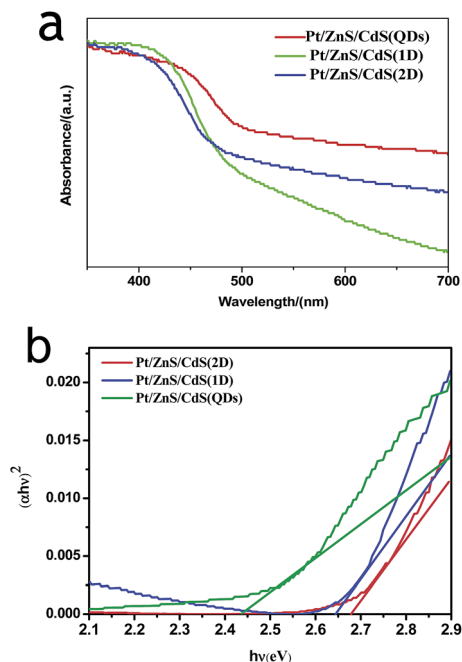 a
Pt/ZnS/CdS(QDs)
Pt/ZnS/CdS(1D)
Pt/ZnS/CdS(2D)
Absorbance/(a.u.)
400 500 600 700
Wavelength/(nm)
b
Pt/ZnS/CdS(2D)
Pt/ZnS/CdS(1D)
Pt/ZnS/CdS(QDs)
(αhν)²
0.020
0.015
0.010
0.005
0.000
2.1 2.2 2.3 2.4 2.5 2.6 2.7 2.8 2.9
hν(eV)